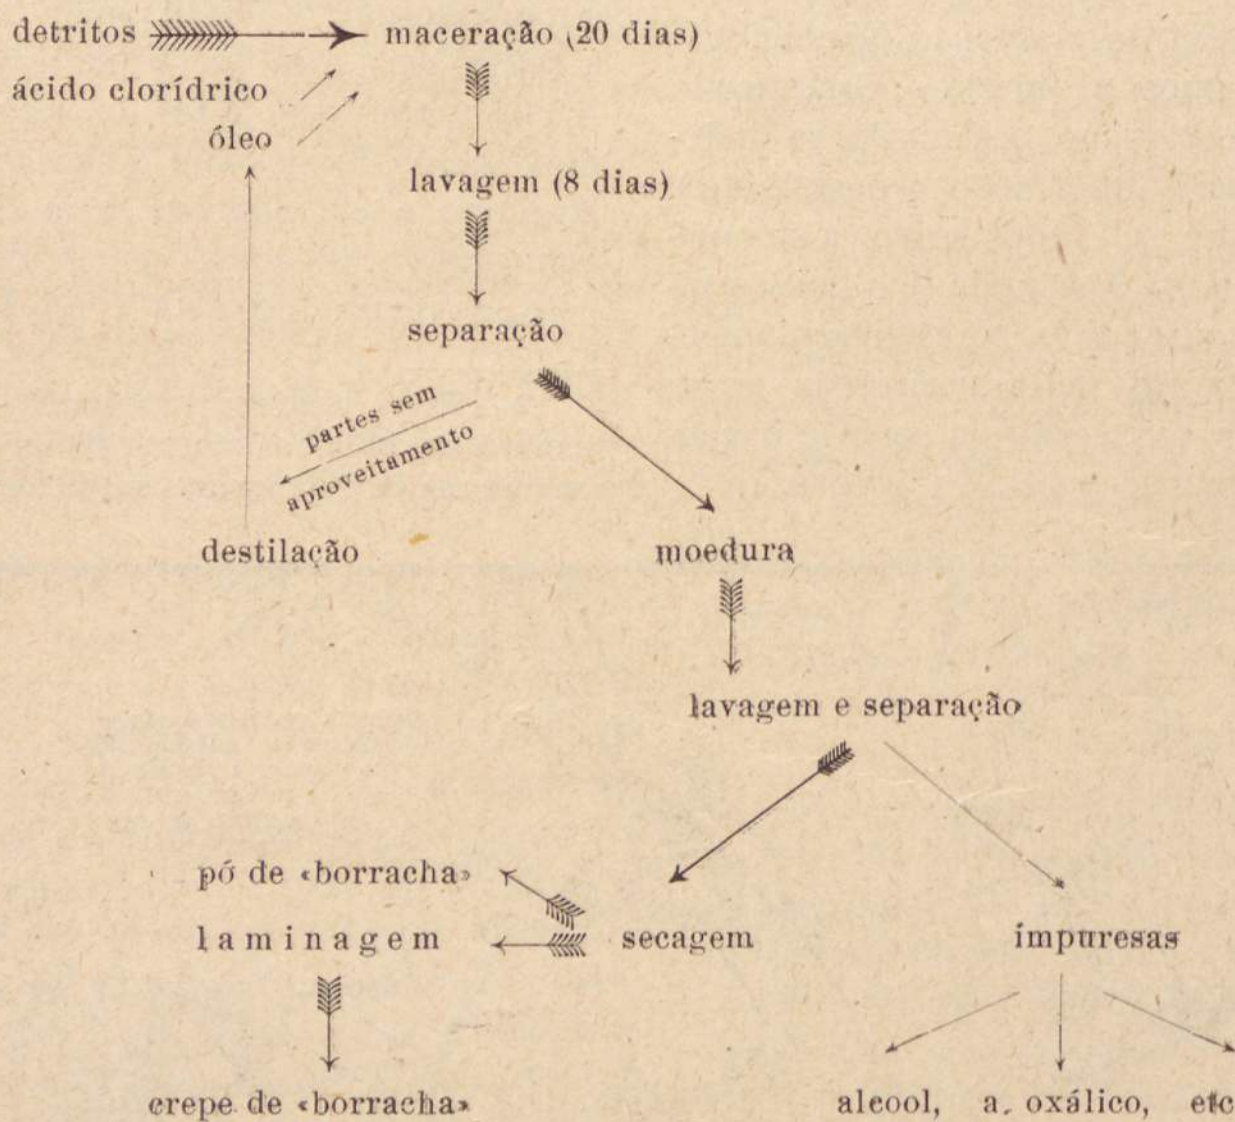 detritos maceração (20 dias)
ácido clorídrico
óleo
lavagem (8 dias)
separação
partes sem
aproveitamento
destilação moedura
lavagem e separação
pó de «borracha»
laminagem secagem impuresas
crepe de «borracha» alcool, a. oxálico, etc